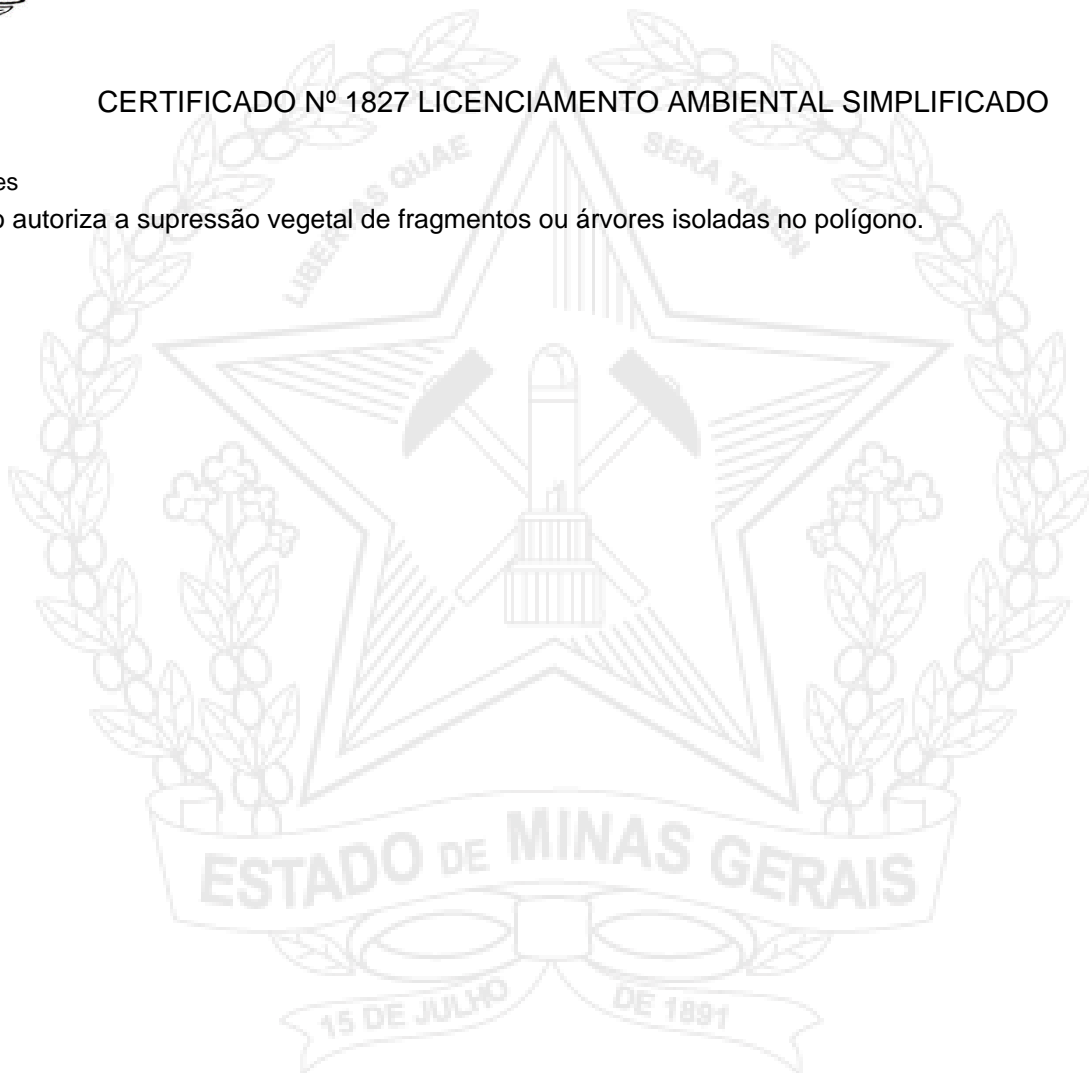 CERTIFICADO Nº 1827 LICENCIAMENTO AMBIENTAL SIMPLIFICADO
es
o autoriza a supressão vegetal de fragmentos ou árvores isoladas no polígono.
LIBERTAS QUAE SERA TAMEN
ESTADO DE MINAS GERAIS
15 DE JULHO DE 1891